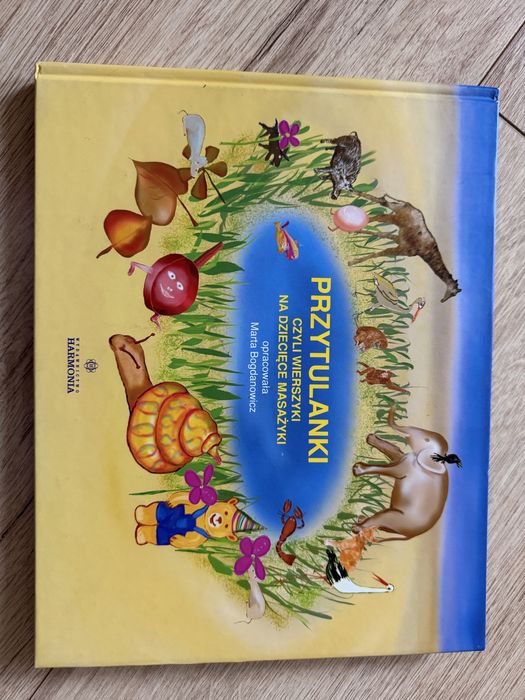 PRZYTULANKI
CZYLI WIERSZYKI
NA DZIECIĘCE MASAŻYKI
opracowała
Marta Bogdanowicz
WYDAWNICTWO
HARMONIA